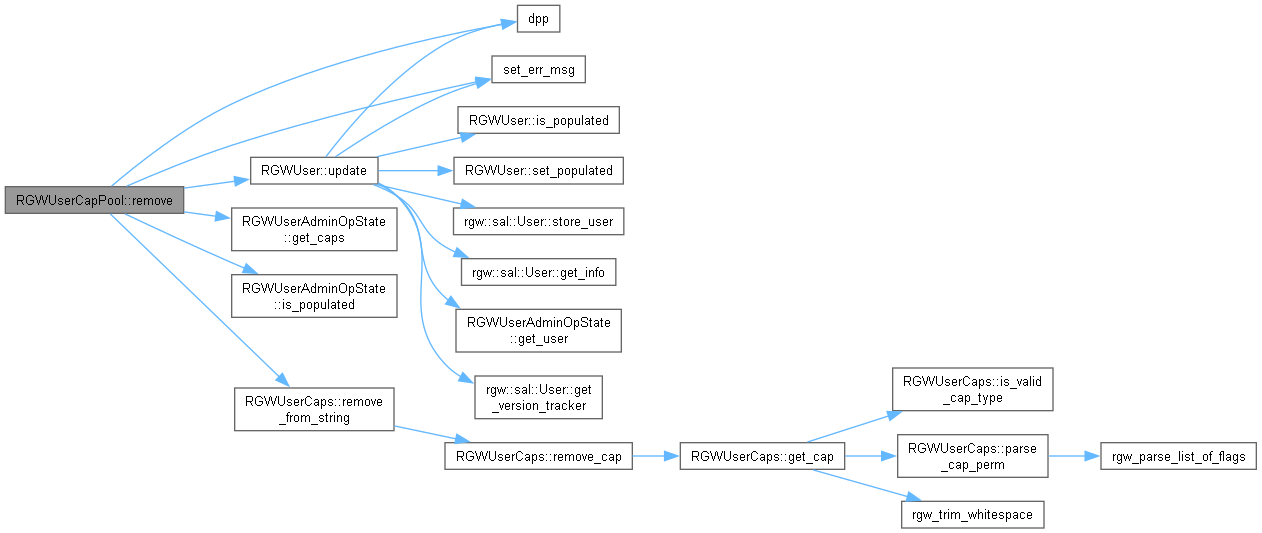 dpp
set_err_msg
RGWUser::is_populated
RGWUser::update
RGWUser::set_populated
RGWUserCapPool::remove
rgw::sal::User::store_user
RGWUserAdminOpState
::get_caps
rgw::sal::User::get_info
RGWUserAdminOpState
::is_populated
RGWUserAdminOpState
::get_user
rgw::sal::User::get
_version_tracker
RGWUserCaps::is_valid
_cap_type
RGWUserCaps::remove
_from_string
RGWUserCaps::remove_cap
RGWUserCaps::get_cap
RGWUserCaps::parse
_cap_perm
rgw_parse_list_of_flags
rgw_trim_whitespace